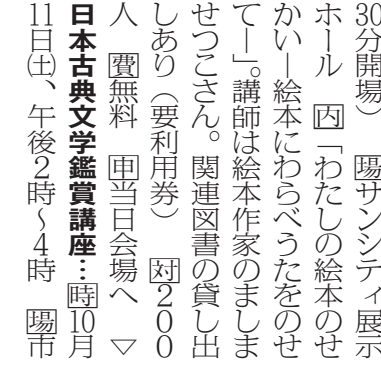 30分開場） 場サンシティ展示
ホール 内「わたしの絵本のせ
かい―絵本にわらべうたをのせ
て―」。講師は絵本作家のましま
せつこさん。関連図書の貸し出
しあり（要利用券） 対２００
人 費無料 申当日会場へ ▽
日本古典文学鑑賞講座…時10月
11日㈯、午後２時～４時 場市